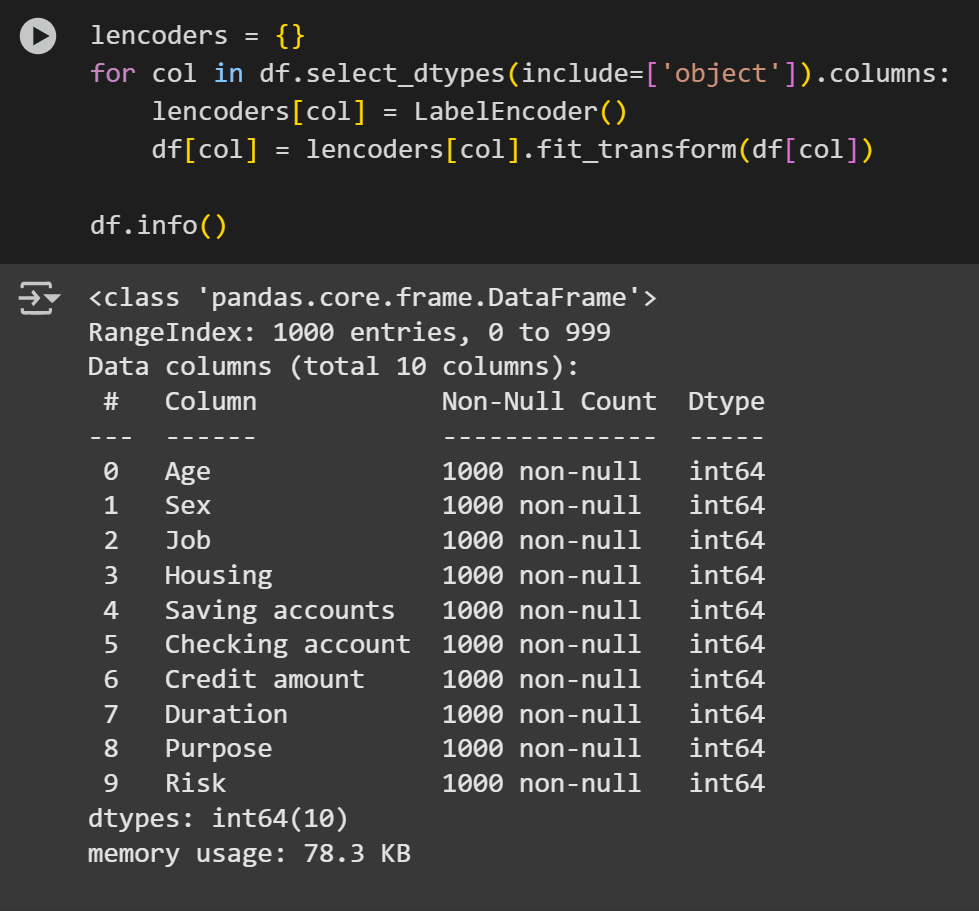 lencoders = {}
for col in df.select_dtypes(include=['object']).columns:
    lencoders[col] = LabelEncoder()
    df[col] = lencoders[col].fit_transform(df[col])

df.info()
<class 'pandas.core.frame.DataFrame'>
RangeIndex: 1000 entries, 0 to 999
Data columns (total 10 columns):
 #   Column            Non-Null Count  Dtype
---  ------            --------------  -----
 0   Age               1000 non-null   int64
 1   Sex               1000 non-null   int64
 2   Job               1000 non-null   int64
 3   Housing           1000 non-null   int64
 4   Saving accounts   1000 non-null   int64
 5   Checking account  1000 non-null   int64
 6   Credit amount     1000 non-null   int64
 7   Duration          1000 non-null   int64
 8   Purpose           1000 non-null   int64
 9   Risk              1000 non-null   int64
dtypes: int64(10)
memory usage: 78.3 KB